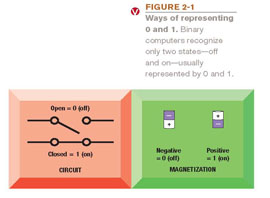 FIGURE 2-1
Ways of representing
0 and 1. Binary
computers recognize
only two states—off
and on—usually
represented by 0 and 1.
Open = 0 (off)
Closed = 1 (on)
CIRCUIT
− +
+ −
Negative Positive
= 0 (off) = 1 (on)
MAGNETIZATION